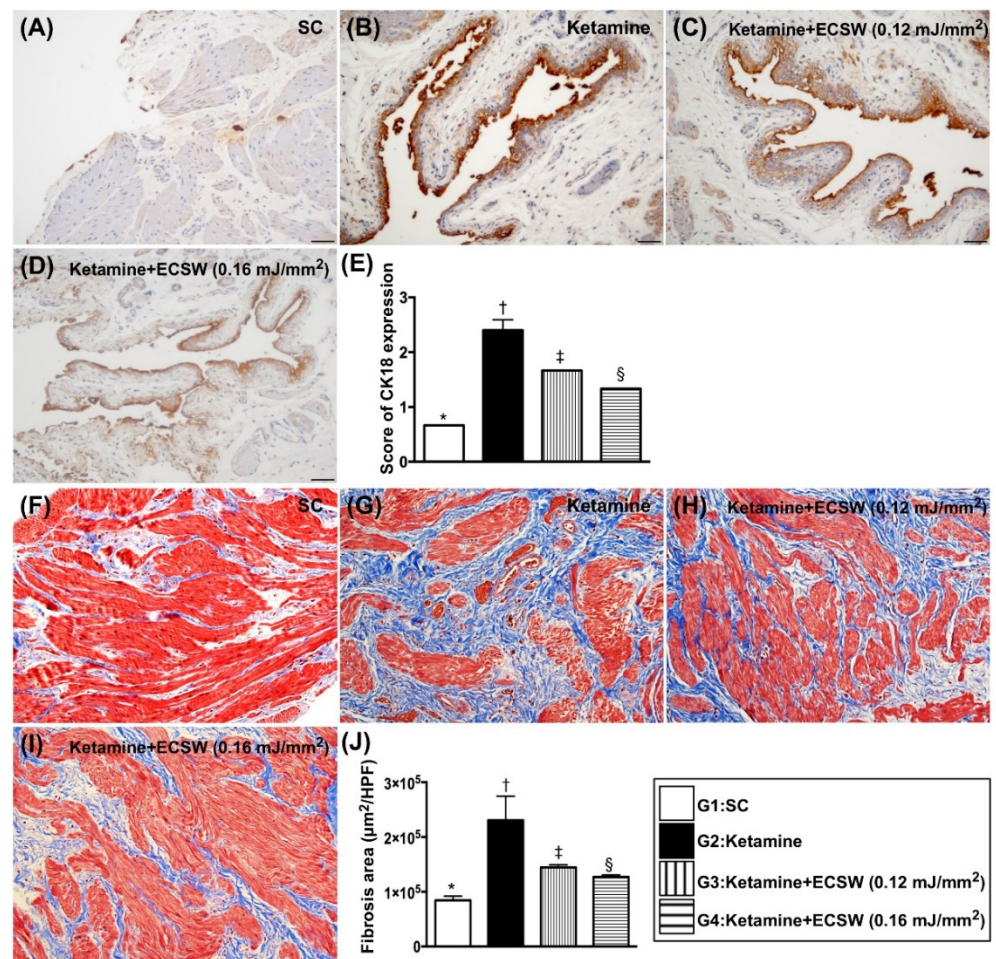 (A) SC
(B) Ketamine
(C) Ketamine+ECSW (0.12 mJ/mm²)
(D) Ketamine+ECSW (0.16 mJ/mm²)
(E)
Score of CK18 expression
3
2
1
0
*
†
‡
§
(F) SC
(G) Ketamine
(H) Ketamine+ECSW (0.12 mJ/mm²)
(I) Ketamine+ECSW (0.16 mJ/mm²)
(J)
Fibrosis area (µm²/HPF)
3×10⁵
2×10⁵
1×10⁵
0
*
†
‡
§
G1:SC
G2:Ketamine
G3:Ketamine+ECSW (0.12 mJ/mm²)
G4:Ketamine+ECSW (0.16 mJ/mm²)